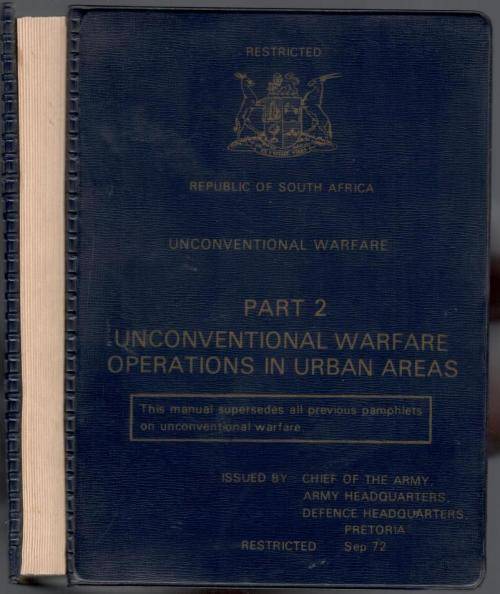 RESTRICTED
REPUBLIC OF SOUTH AFRICA
UNCONVENTIONAL WARFARE
PART 2
UNCONVENTIONAL WARFARE
OPERATIONS IN URBAN AREAS
This manual supersedes all previous pamphlets
on unconventional warfare
ISSUED BY CHIEF OF THE ARMY,
ARMY HEADQUARTERS,
DEFENCE HEADQUARTERS,
PRETORIA
RESTRICTED Sep 72